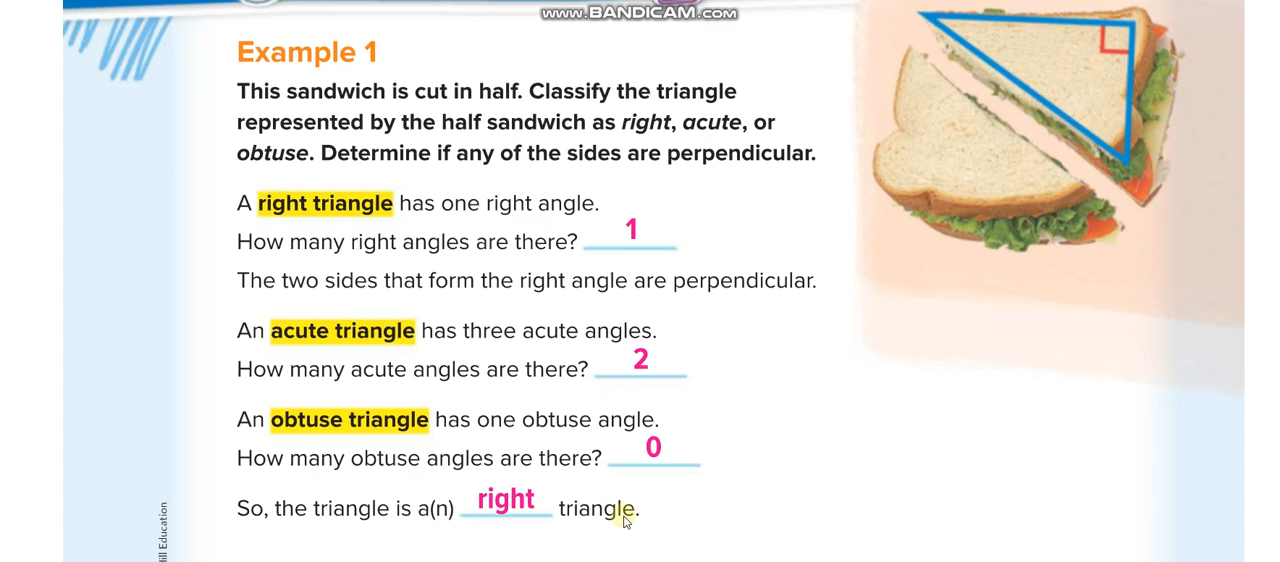 www.BANDICAM.com
Example 1
This sandwich is cut in half. Classify the triangle
represented by the half sandwich as right, acute, or
obtuse. Determine if any of the sides are perpendicular.
A right triangle has one right angle.
How many right angles are there? 1
The two sides that form the right angle are perpendicular.
An acute triangle has three acute angles.
How many acute angles are there? 2
An obtuse triangle has one obtuse angle.
How many obtuse angles are there? 0
So, the triangle is a(n) right triangle.
Education